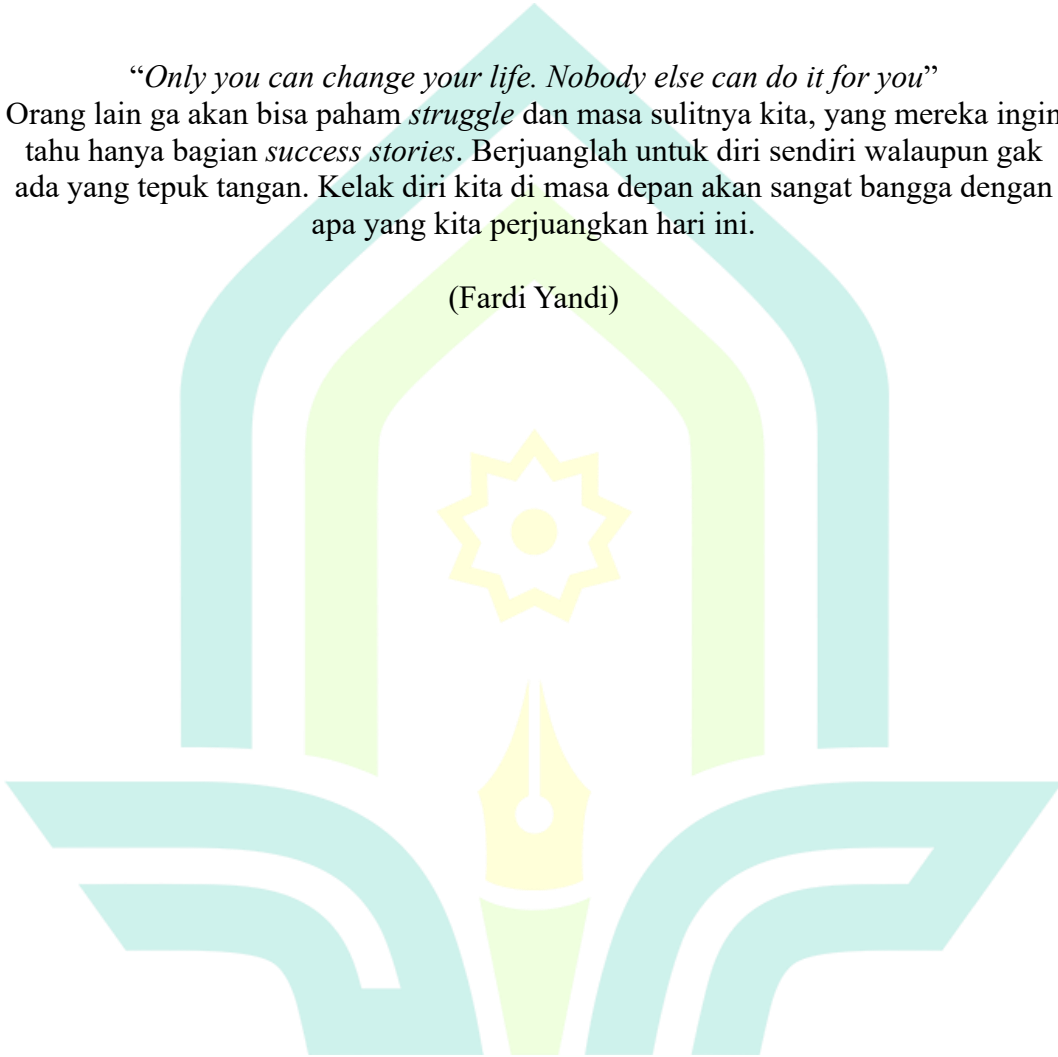 “Only you can change your life. Nobody else can do it for you”
Orang lain ga akan bisa paham struggle dan masa sulitnya kita, yang mereka ingin
tahu hanya bagian success stories. Berjuanglah untuk diri sendiri walaupun gak
ada yang tepuk tangan. Kelak diri kita di masa depan akan sangat bangga dengan
apa yang kita perjuangkan hari ini.
(Fardi Yandi)